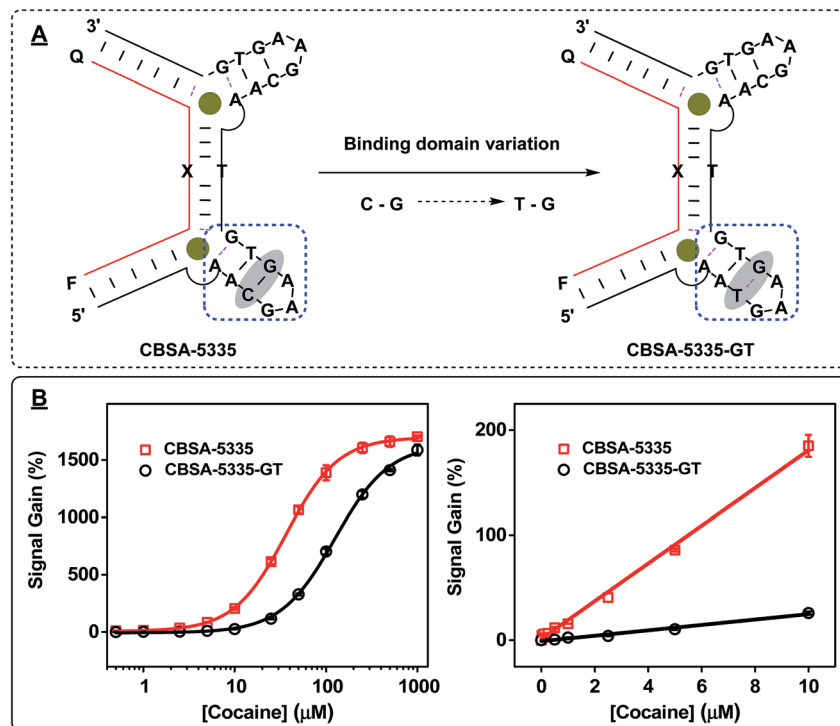 A
3'
Q
G T G A A
A A C G
X T
Binding domain variation
C - G T - G
F
5'
G T G A A
A A C G A
CBSA-5335
3'
Q
G T G A A
A A C G
X T
F
5'
G T G A A
A A T G A
CBSA-5335-GT
B
CBSA-5335
CBSA-5335-GT
Signal Gain (%)
1500
1000
500
0
1 10 100 1000
[Cocaine] (μM)
CBSA-5335
CBSA-5335-GT
Signal Gain (%)
200
100
0
0 2 4 6 8 10
[Cocaine] (μM)